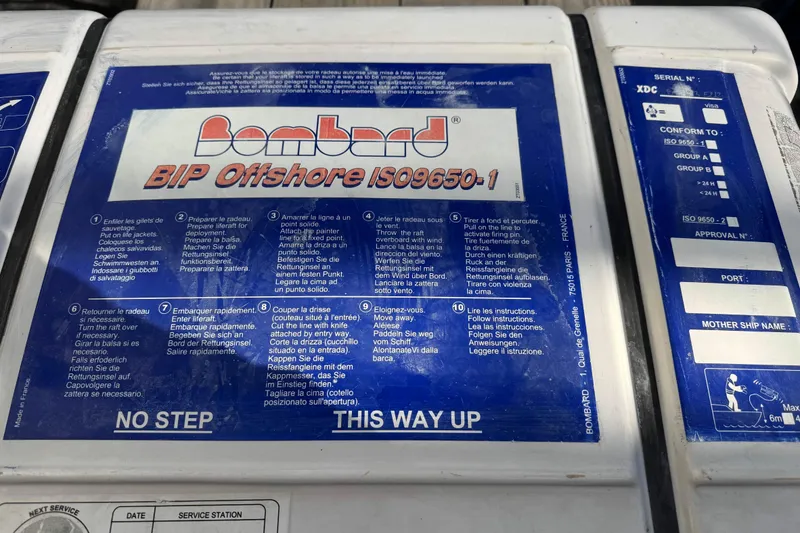 Assurez-vous que le stockage de votre radeau autorise une mise à l'eau immédiate.
Be certain that your liferaft is stored in such a way as to be immediately launched
Stellen Sie sich sicher, dass ihre Rettungsinsel so gelagert ist, dass diese unmittelbar über Bord geworfen werden kann.
Asegurese de que el almacenaje de la balsa le permite una puesta en servicio immediata.
AssicurateVi che la zattera sia posizionata in modo da permettere una messa in acqua immediata.
Bombard®
BIP Offshore ISO9650-1
1 Enfiler les gilets de
sauvetage.
Put on life jackets.
Coloquese los
chalecos salvavidas.
Legen Sie
Schwimmwesten an.
Indossare i giubbotti
di salvataggio
2 Préparer le radeau.
Prepare liferaft for
deployment.
Prepare la balsa.
Machen Sie die
Rettungsinsel
funktionsbereit.
Preparare la zattera.
3 Amarrer la ligne à un
point solide.
Attach the painter
line to a fixed point.
Amarre la driza a un
punto solido.
Befestigen Sie die
Rettungsinsel an
einem festen Punkt.
Legare la cima ad
un punto solido.
4 Jeter le radeau sous
le vent.
Throw the raft
overboard with wind.
Lance la balsa en la
direccion del viento.
Werfen Sie die
Rettungsinsel mit
dem Wind über Bord.
Lanciare la zattera
sotto vento.
5 Tirer à fond et percuter.
Pull on the line to
activate firing pin.
Tire fuertemente de
la driza.
Durch einen kräftigen
Ruck an der
Reissfangleine die
Rettungsinsel aufblasen.
Tirare con violenza
la cima.
6 Retourner le radeau
si nécessaire.
Turn the raft over
if necessary.
Girar la balsa si es
necesario.
Falls erfoderlich
richten Sie die
Rettungsinsel auf.
Capovolgere la
zattera se necessario.
7 Embarquer rapidement.
Enter liferaft.
Embarque rapidamente.
Begeben Sie sich an
Bord der Rettungsinsel.
Salire rapidamente.
8 Couper la drisse
(couteau situé à l'entrée).
Cut the line with knife
attached by entry way.
Corte la drizza (cucchillo
situado en la entrada).
Kappen Sie die
Reissfangleine mit dem
Kappmesser, das Sie
im Einstieg finden.
Tagliare la cima (cotello
posizionato sull'apertura).
9 Eloignez-vous.
Move away.
Aléjese.
Paddeln Sie weg
vom Schiff.
AlontanateVi dalla
barca.
10 Lire les instructions.
Follow instructions.
Lea las instrucciones.
Folgen Sie den
Anweisungen.
Leggere il istruzione.
NO STEP
THIS WAY UP
Made in France
BOMBARD - 1, Quai de Grenelle - 75015 PARIS - FRANCE
SERIAL N° :
XDC
VISIB
CONFORM TO :
ISO 9650 - 1
GROUP A
GROUP B
> 24 H
< 24 H
ISO 9650 - 2
APPROVAL N° :
PORT :
MOTHER SHIP NAME :
Max.
6m
4
NEXT SERVICE
DATE
SERVICE STATION